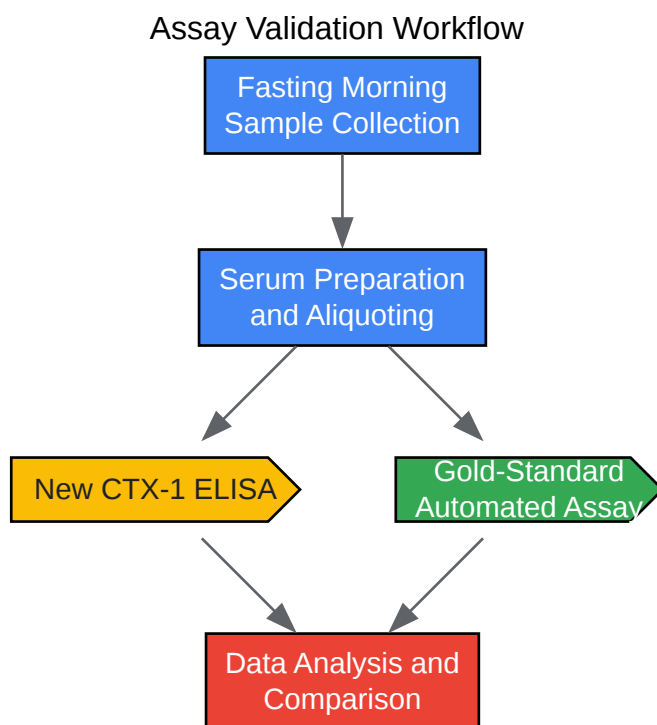 Assay Validation Workflow
Fasting Morning
Sample Collection
Serum Preparation
and Aliquoting
New CTX-1 ELISA
Gold-Standard
Automated Assay
Data Analysis and
Comparison